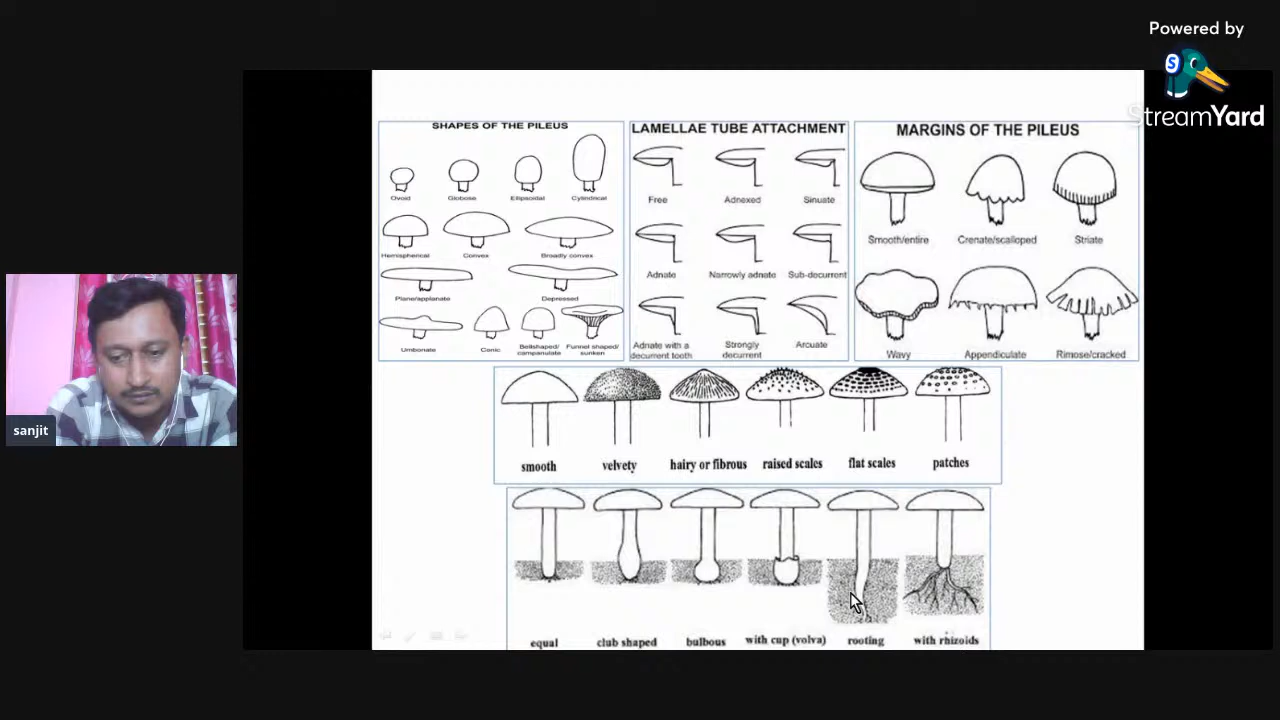 Powered by
StreamYard
SHAPES OF THE PILEUS
Ovoid Globose Ellipsoidal Cylindrical
Hemispherical Convex Broadly convex
Plane/applanate Depressed
Umbonate Conic Bellshaped/ Funnel shaped/
campanulate sunken
LAMELLAE TUBE ATTACHMENT
Free Adnexed Sinuate
Adnate Narrowly adnate Sub-decurrent
Adnate with a Strongly Arcuate
decurrent tooth decurrent
MARGINS OF THE PILEUS
Smooth/entire Crenate/scalloped Striate
Wavy Appendiculate Rimose/cracked
smooth velvety hairy or fibrous raised scales flat scales patches
equal club shaped bulbous with cup (volva) rooting with rhizoids
sanjit